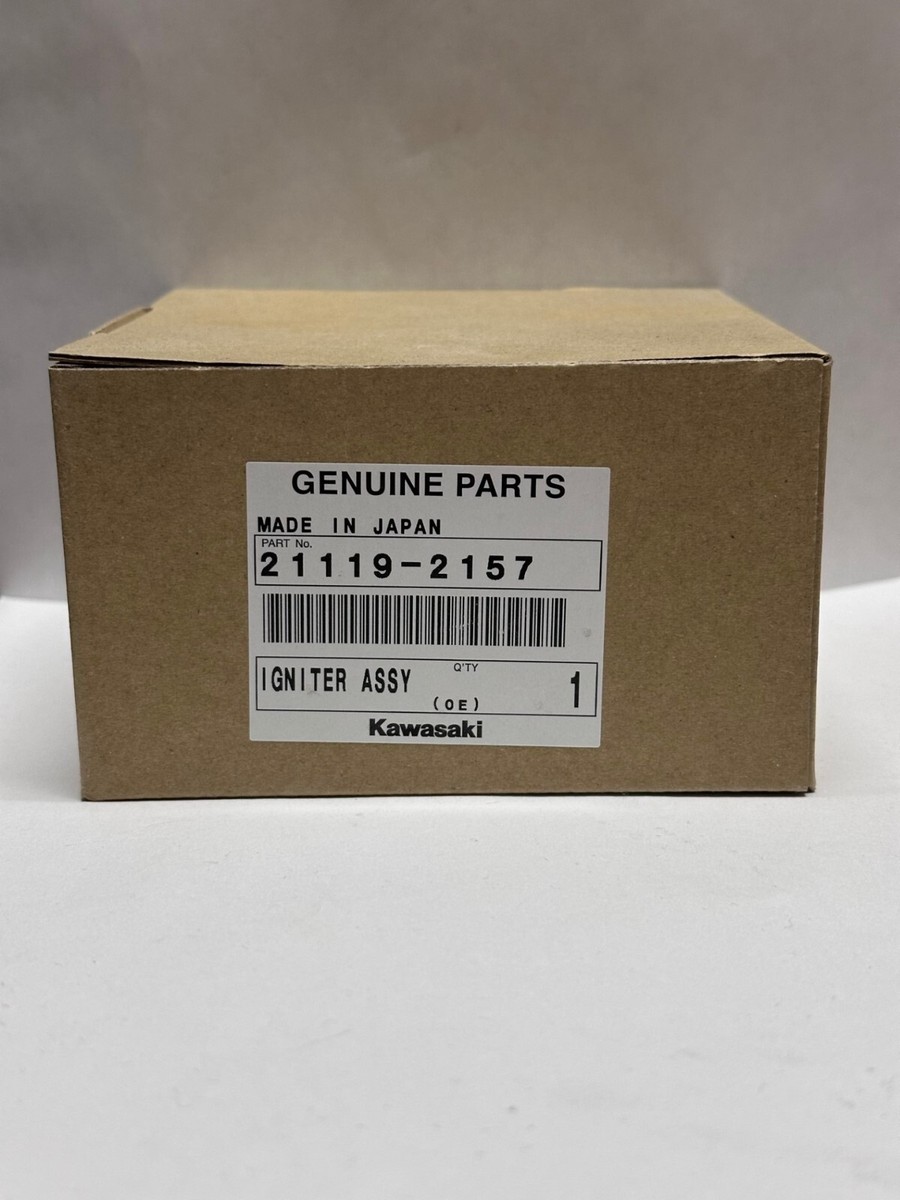 GENUINE PARTS
MADE IN JAPAN
PART No.
21119-2157
Q'TY
IGNITER ASSY 1
(OE)
Kawasaki